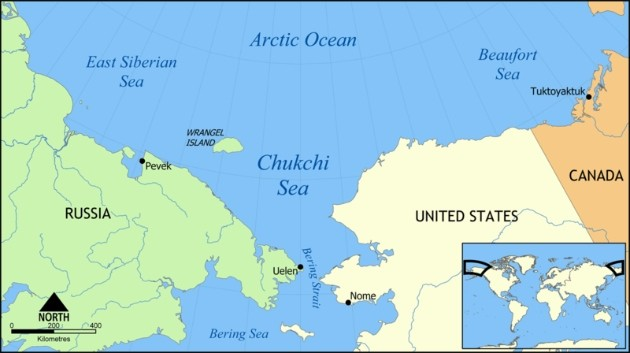 Arctic Ocean
Beaufort
Sea
East Siberian
Sea
Tuktoyaktuk
WRANGEL
ISLAND
Chukchi
Sea
Pevek
CANADA
RUSSIA
UNITED STATES
Uelen
Bering Strait
Nome
NORTH
0 200 400
Kilometres
Bering Sea